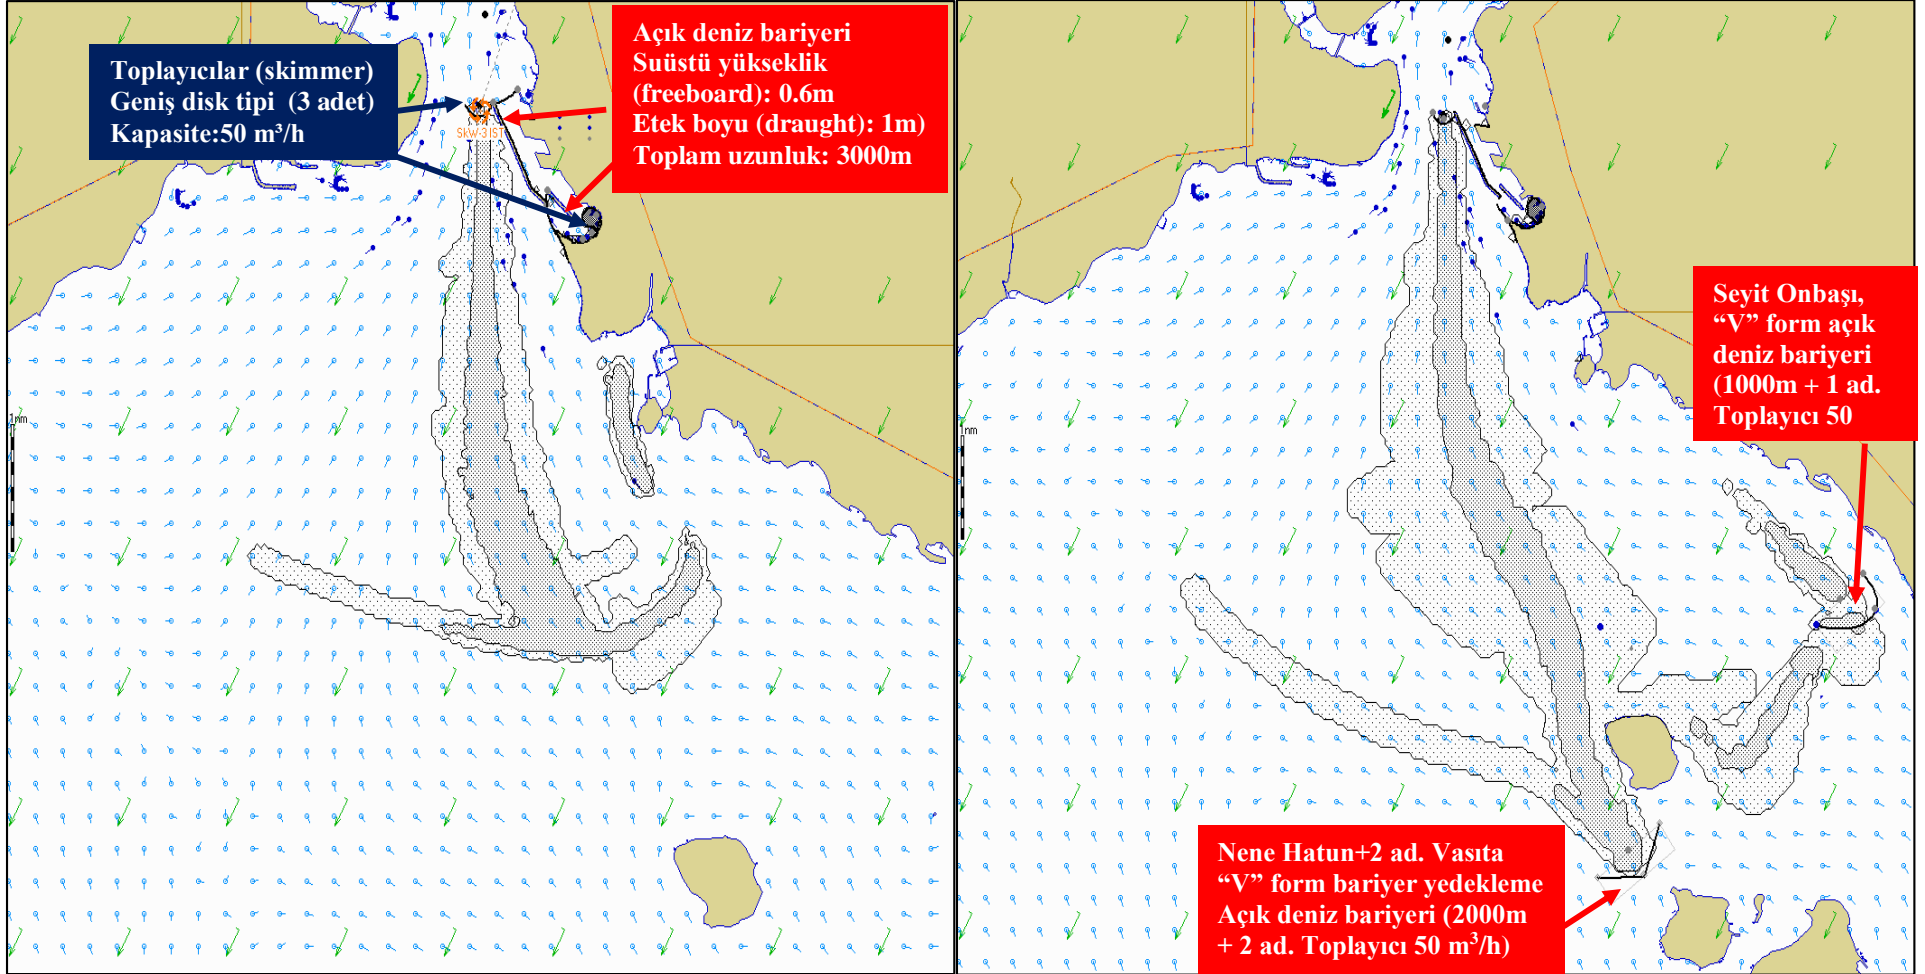 Toplayıcılar (skimmer)
Geniş disk tipi (3 adet)
Kapasite:50 m³/h
Açık deniz bariyeri
Suüstü yükseklik
(freeboard): 0.6m
Etek boyu (draught): 1m)
Toplam uzunluk: 3000m
SkW-3 IST
1nm
Seyit Onbaşı,
“V” form açık
deniz bariyeri
(1000m + 1 ad.
Toplayıcı 50
nm
Nene Hatun+2 ad. Vasıta
“V” form bariyer yedekleme
Açık deniz bariyeri (2000m
+ 2 ad. Toplayıcı 50 m³/h)